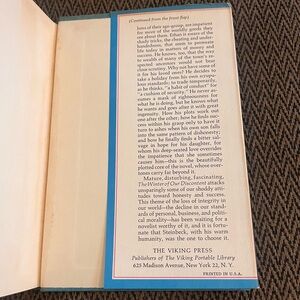 (Continued from the front flap)
bers of their age-group, are impatient
for more of the worldly goods they
see about them. Ethan is aware of the
shady tricks, the cheating and under-
handedness, that seem to permeate
life today in matters of money and
success. He knows, too, that the way
to wealth of many of the town's re-
spected ancestry would not bear
close scrutiny. Why not have some of
it for his loved ones? He decides to
take a holiday from his own scrupu-
lous standards; to trade temporarily,
as he thinks, "a habit of conduct" for
"a cushion of security." He never as-
sumes a mask of righteousness for
what he is doing, but he knows what
he wants and goes after it with great
ingenuity. How his plots work out
one after the other; how he finds suc-
cess within his grasp only to have it
turn to ashes when his own son falls
into the same pattern of dishonesty;
and how he finally finds a bitter sal-
vage in hope for his daughter, for
whom his deep-seated love overrides
the impatience that she sometimes
causes him—this is the beautifully
plotted core of the novel, whose over-
tones carry far beyond it.
Mature, disturbing, fascinating,
The Winter of Our Discontent attacks
unsparingly some of our shoddy atti-
tudes toward honesty and success.
This theme of the loss of integrity in
our world—the decline in our stand-
ards of personal, business, and politi-
cal morality—has been waiting for a
novelist worthy of it, and it is fortu-
nate that Steinbeck, with his warm
humanity, was the one to choose it.
THE VIKING PRESS
Publishers of The Viking Portable Library
625 Madison Avenue, New York 22, N. Y.
PRINTED IN U.S.A.